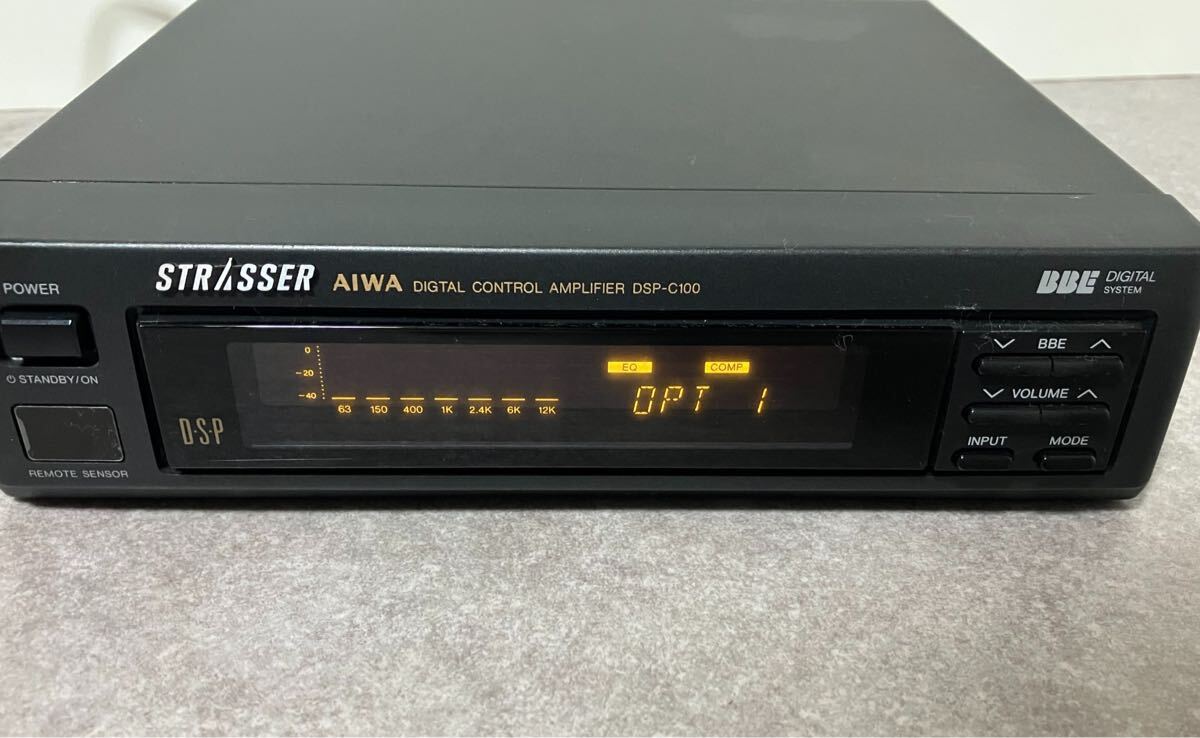 STRASSER AIWA DIGTAL CONTROL AMPLIFIER DSP-C100
BBE DIGITAL SYSTEM
POWER
STANDBY/ON
REMOTE SENSOR
D·S·P
0
-20
-40
63 150 400 1K 2.4K 6K 12K
EQ COMP
OPT 1
BBE
VOLUME
INPUT MODE